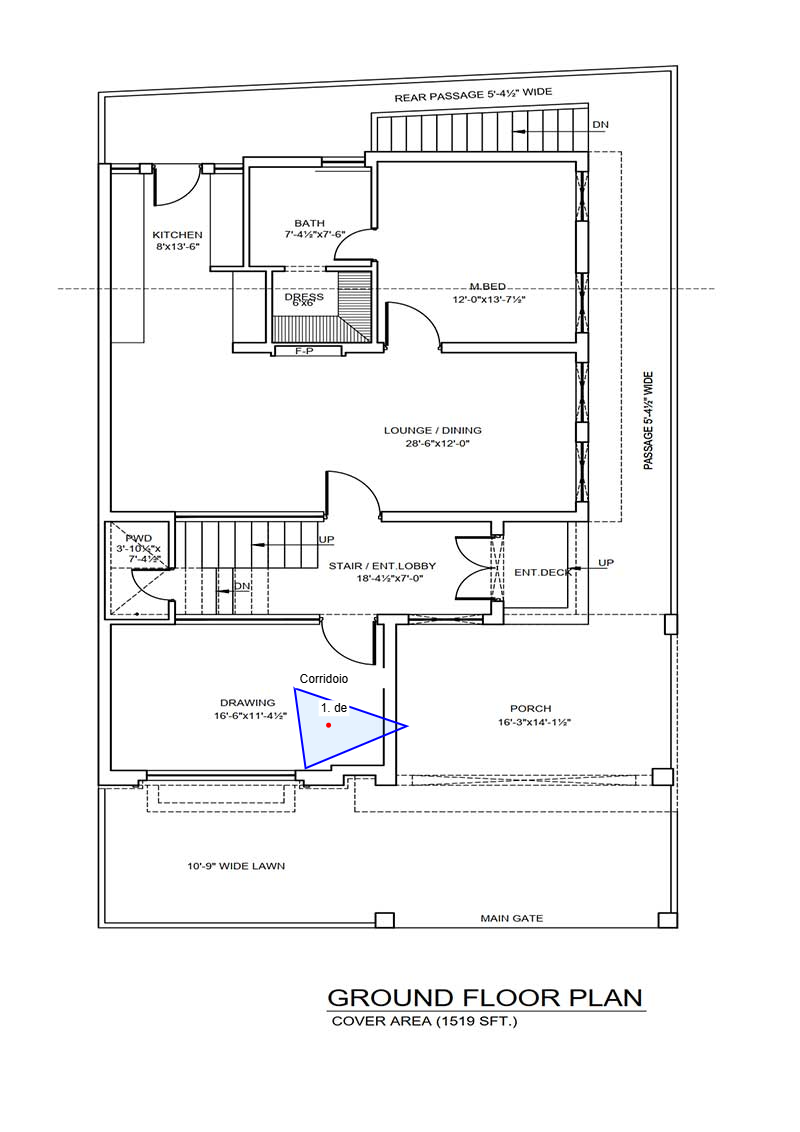 REAR PASSAGE 5'-4½" WIDE
DN
BATH
7'-4½"x7'-6"
KITCHEN
8'x13'-6"
M.BED
12'-0"x13'-7½"
DRESS
6'x6'
F-P
PASSAGE 5'-4½" WIDE
LOUNGE / DINING
28'-6"x12'-0"
PWD
3'-10½"x
7'-4½"
UP
STAIR / ENT.LOBBY
18'-4½"x7'-0"
DN
ENT.DECK
UP
Corridoio
1. de
DRAWING
16'-6"x11'-4½"
PORCH
16'-3"x14'-1½"
10'-9" WIDE LAWN
MAIN GATE
GROUND FLOOR PLAN
COVER AREA (1519 SFT.)